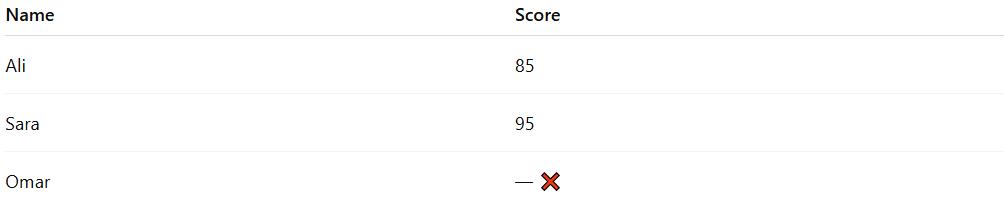 Name Score
Ali 85
Sara 95
Omar — ❌